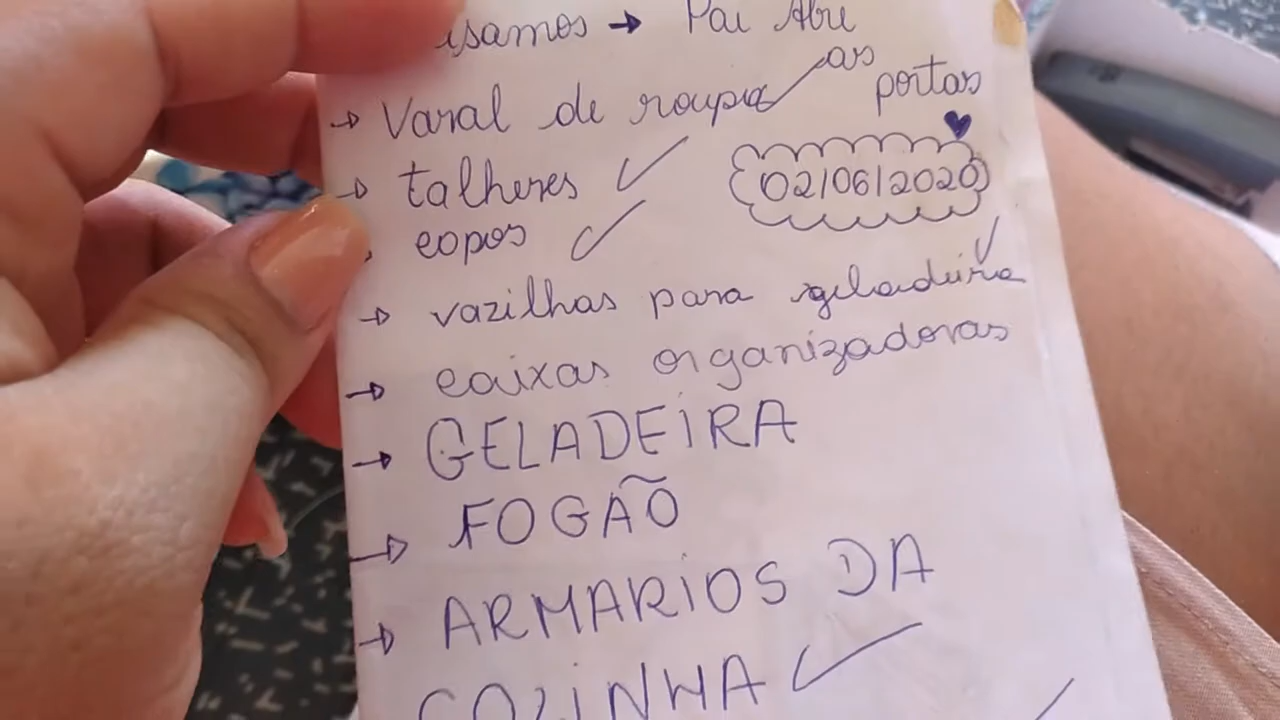 isamos → Pai Abre
as
portas
→ Varal de roupa
→ talheres ✓
02/06/2020
copos ✓
→ vazilhas para geladeira ✓
→ caixas organizadoras
→ GELADEIRA
→ FOGÃO
→ ARMARIOS DA
COZINHA ✓